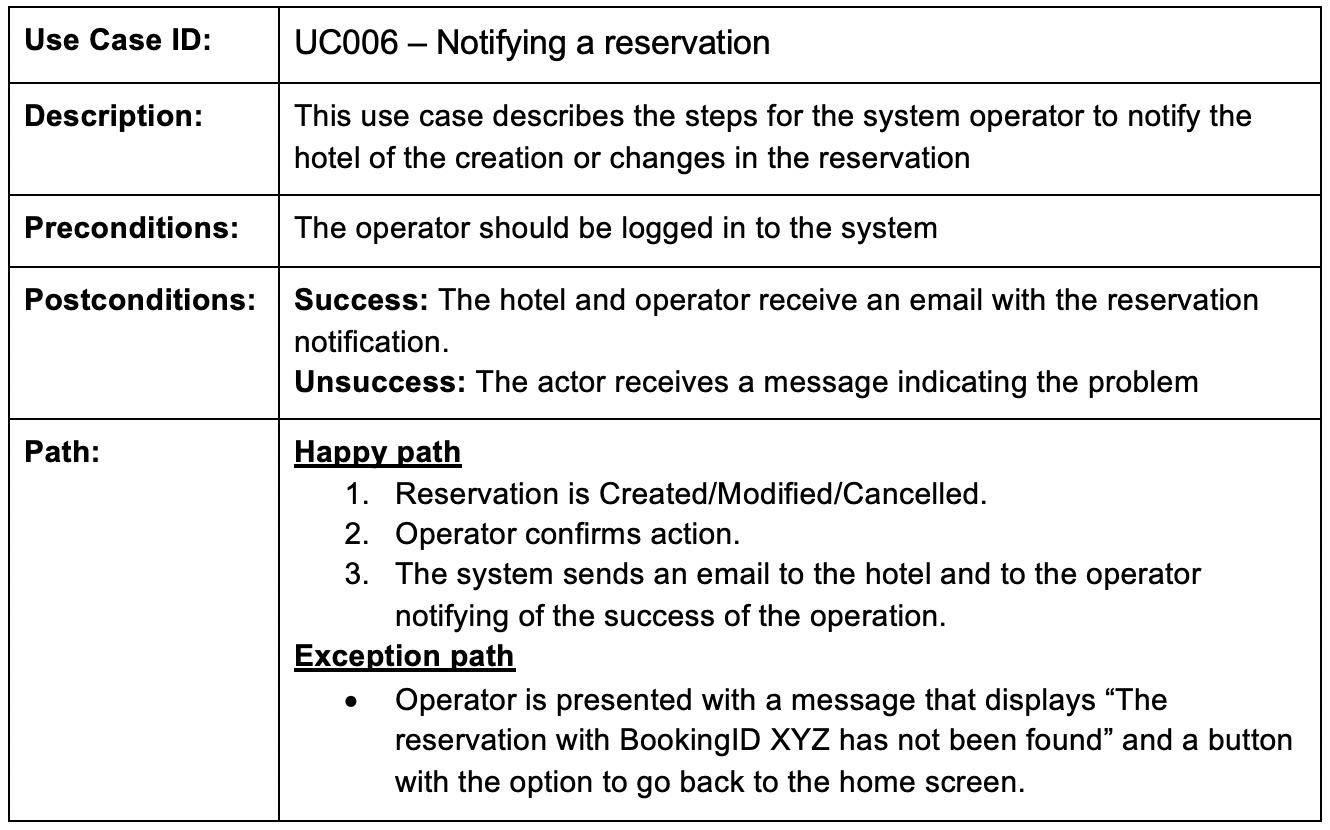 Use Case ID:
UC006 – Notifying a reservation
Description:
This use case describes the steps for the system operator to notify the
hotel of the creation or changes in the reservation
Preconditions:
The operator should be logged in to the system
Postconditions:
Success: The hotel and operator receive an email with the reservation
notification.
Unsuccess: The actor receives a message indicating the problem
Path:
Happy path
1. Reservation is Created/Modified/Cancelled.
2. Operator confirms action.
3. The system sends an email to the hotel and to the operator
notifying of the success of the operation.
Exception path
• Operator is presented with a message that displays “The
reservation with BookingID XYZ has not been found” and a button
with the option to go back to the home screen.